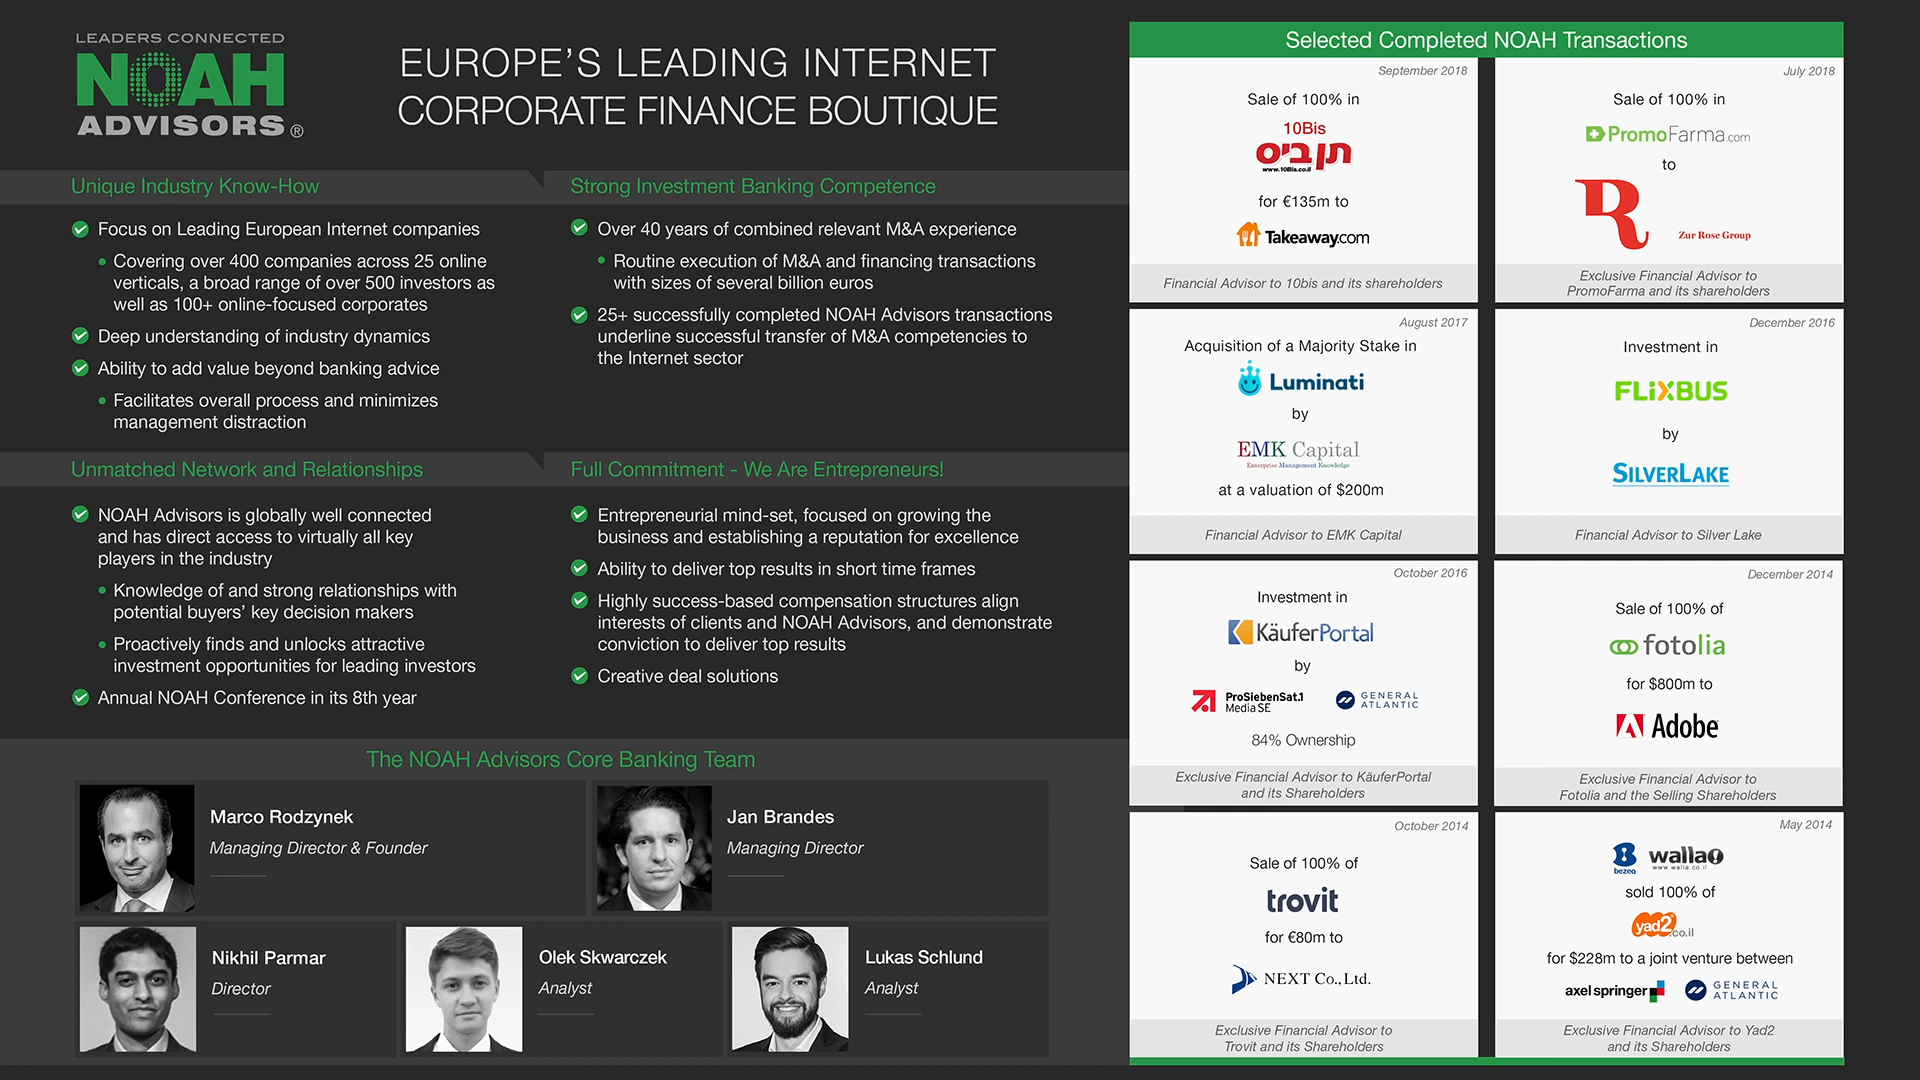 LEADERS CONNECTED
NOAH
ADVISORS®
EUROPE'S LEADING INTERNET
CORPORATE FINANCE BOUTIQUE
Unique Industry Know-How
Focus on Leading European Internet companies
Covering over 400 companies across 25 online
verticals, a broad range of over 500 investors as
well as 100+ online-focused corporates
Deep understanding of industry dynamics
Ability to add value beyond banking advice
Facilitates overall process and minimizes
management distraction
Strong Investment Banking Competence
Over 40 years of combined relevant M&A experience
Routine execution of M&A and financing transactions
with sizes of several billion euros
25+ successfully completed NOAH Advisors transactions
underline successful transfer of M&A competencies to
the Internet sector
Unmatched Network and Relationships
NOAH Advisors is globally well connected
and has direct access to virtually all key
players in the industry
Knowledge of and strong relationships with
potential buyers' key decision makers
Proactively finds and unlocks attractive
investment opportunities for leading investors
Annual NOAH Conference in its 8th year
Full Commitment - We Are Entrepreneurs!
Entrepreneurial mind-set, focused on growing the
business and establishing a reputation for excellence
Ability to deliver top results in short time frames
Highly success-based compensation structures align
interests of clients and NOAH Advisors, and demonstrate
conviction to deliver top results
Creative deal solutions
The NOAH Advisors Core Banking Team
Marco Rodzynek
Managing Director & Founder
Jan Brandes
Managing Director
Nikhil Parmar
Director
Olek Skwarczek
Analyst
Lukas Schlund
Analyst
Selected Completed NOAH Transactions
September 2018
Sale of 100% in
10Bis
תן ביס
www.10Bis.co.il
for €135m to
Takeaway.com
Financial Advisor to 10bis and its shareholders
July 2018
Sale of 100% in
PromoFarma.com
to
R
Zur Rose Group
Exclusive Financial Advisor to
PromoFarma and its shareholders
August 2017
Acquisition of a Majority Stake in
Luminati
by
EMK Capital
Enterprise Management Knowledge
at a valuation of $200m
Financial Advisor to EMK Capital
December 2016
Investment in
FLiXBUS
by
SILVERLAKE
Financial Advisor to Silver Lake
October 2016
Investment in
KäuferPortal
by
ProSiebenSat.1
Media SE
GENERAL
ATLANTIC
84% Ownership
Exclusive Financial Advisor to KäuferPortal
and its Shareholders
December 2014
Sale of 100% of
fotolia
for $800m to
Adobe
Exclusive Financial Advisor to
Fotolia and the Selling Shareholders
October 2014
Sale of 100% of
trovit
for €80m to
NEXT Co., Ltd.
Exclusive Financial Advisor to
Trovit and its Shareholders
May 2014
bezeq
walla!
www.walla.co.il
sold 100% of
yad2.co.il
for $228m to a joint venture between
axel springer
GENERAL
ATLANTIC
Exclusive Financial Advisor to Yad2
and its Shareholders